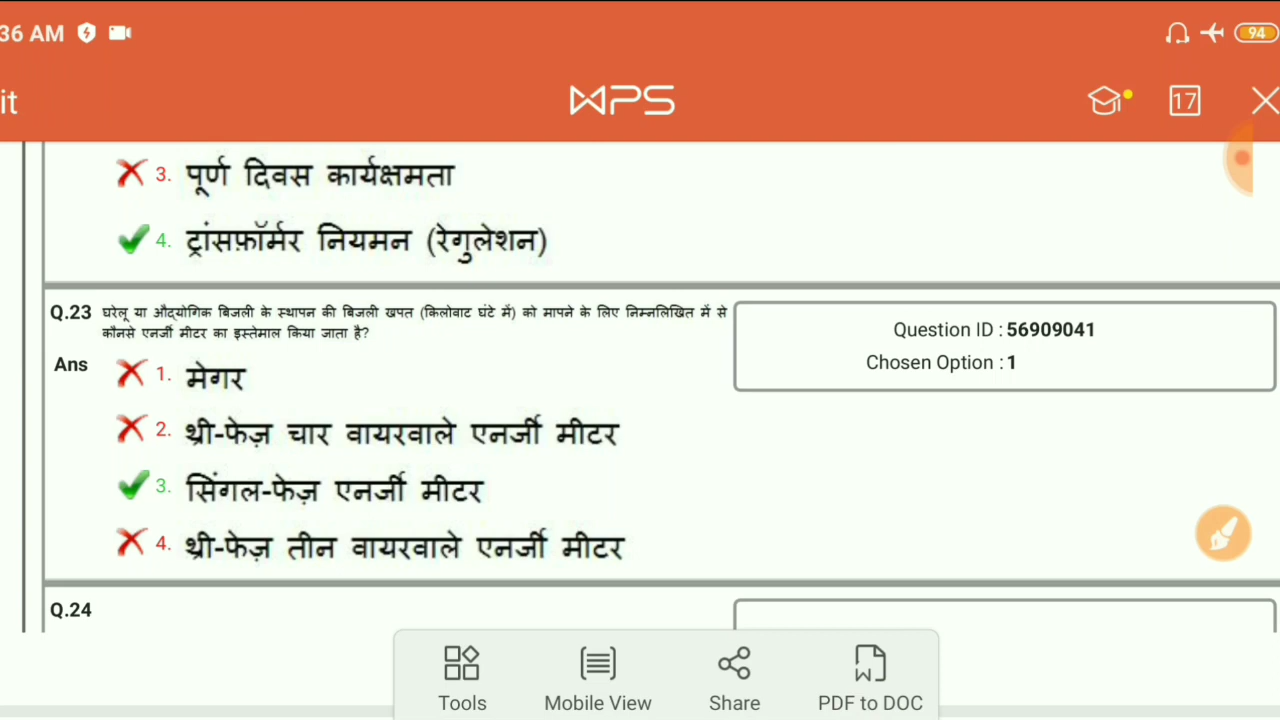 36 AM
94
it
WPS
17
3. पूर्ण दिवस कार्यक्षमता
4. ट्रांसफ़ॉर्मर नियमन (रेगुलेशन)
Q.23 घरेलू या औद्योगिक बिजली के स्थापन की बिजली खपत (किलोवाट घंटे में) को मापने के लिए निम्नलिखित में से
कौनसे एनर्जी मीटर का इस्तेमाल किया जाता है?
Question ID : 56909041
Chosen Option : 1
Ans
1. मेगर
2. थ्री-फेज़ चार वायरवाले एनर्जी मीटर
3. सिंगल-फेज़ एनर्जी मीटर
4. थ्री-फेज़ तीन वायरवाले एनर्जी मीटर
Q.24
Tools Mobile View Share PDF to DOC